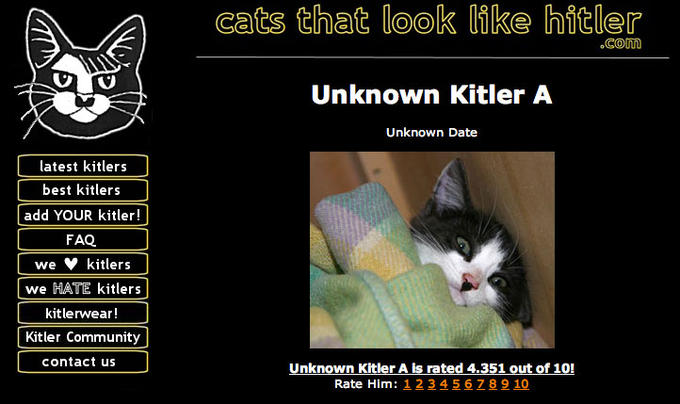 cats that look like hitler
.com
Unknown Kitler A
Unknown Date
latest kitlers
best kitlers
add YOUR kitler!
FAQ
we ♥ kitlers
we HATE kitlers
kitlerwear!
Kitler Community
contact us
Unknown Kitler A is rated 4.351 out of 10!
Rate Him: 1 2 3 4 5 6 7 8 9 10